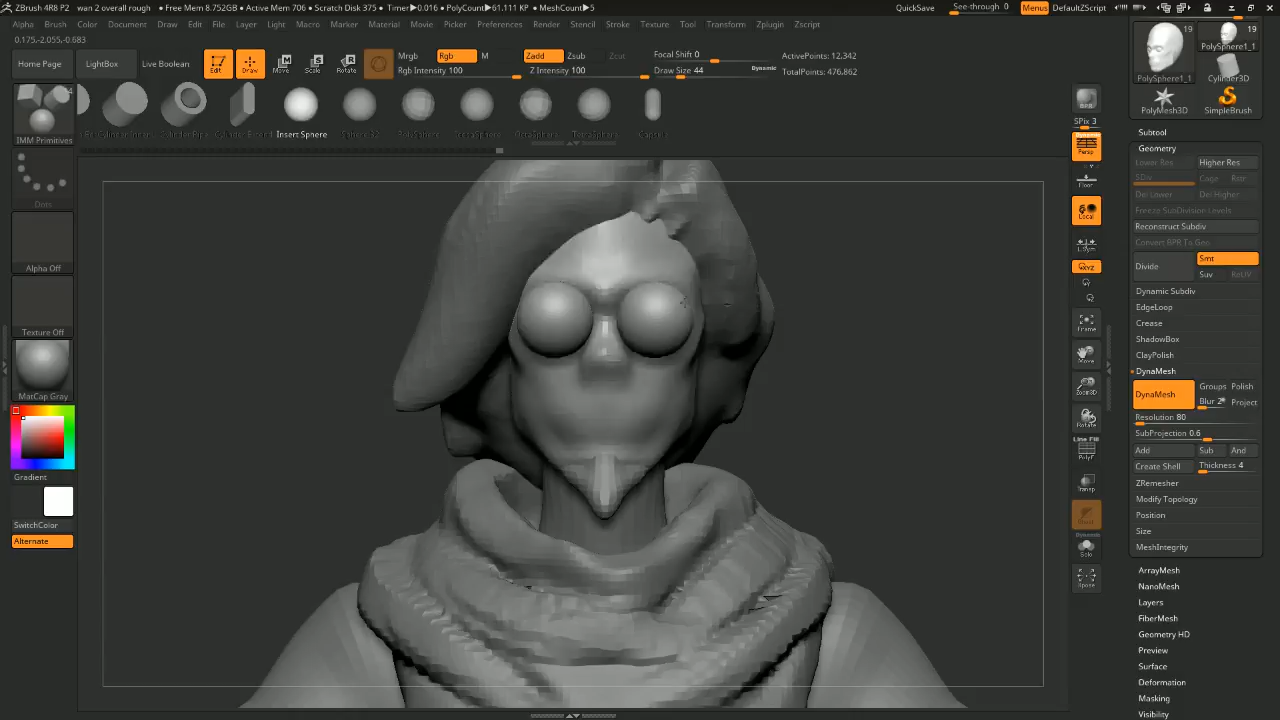 ZBrush 4R8 P2 wan 2 overall rough • Free Mem 8.752GB • Active Mem 706 • Scratch Disk 375 • Timer▶0.016 • PolyCount▶61.111 KP • MeshCount▶5 QuickSave See-through 0 Menus DefaultZScript
Alpha Brush Color Document Draw Edit File Layer Light Macro Marker Material Movie Picker Preferences Render Stencil Stroke Texture Tool Transform Zplugin Zscript
0.175,-2.055,-0.683
Home Page LightBox Live Boolean Edit Draw Move Scale Rotate Mrgb Rgb M Zadd Zsub Zcut Focal Shift 0 ActivePoints: 12,342
Rgb Intensity 100 Z Intensity 100 Draw Size 44 Dynamic TotalPoints: 476,862
14
IMM Primitives
Insert Sphere
Dots
Alpha Off
Texture Off
MatCap Gray
Gradient
SwitchColor
Alternate
BPR
SPix 3
Dynamic
Persp
Floor
Local
L.Sym
Frame
Move
Zoom3D
Rotate
Line Fill
PolyF
Transp
Dynamic
Solo
Xpose
19 19
PolySphere1_1 PolySphere1_1
Cylinder3D
PolyMesh3D SimpleBrush
Subtool
Geometry
Lower Res Higher Res
SDiv Cage Rstr
Del Lower Del Higher
Freeze SubDivision Levels
Reconstruct Subdiv
Convert BPR To Geo
Divide Smt
Suv ReUV
Dynamic Subdiv
EdgeLoop
Crease
ShadowBox
ClayPolish
DynaMesh
DynaMesh Groups Polish
Blur 2 Project
Resolution 80
SubProjection 0.6
Add Sub And
Create Shell Thickness 4
ZRemesher
Modify Topology
Position
Size
MeshIntegrity
ArrayMesh
NanoMesh
Layers
FiberMesh
Geometry HD
Preview
Surface
Deformation
Masking
Visibility